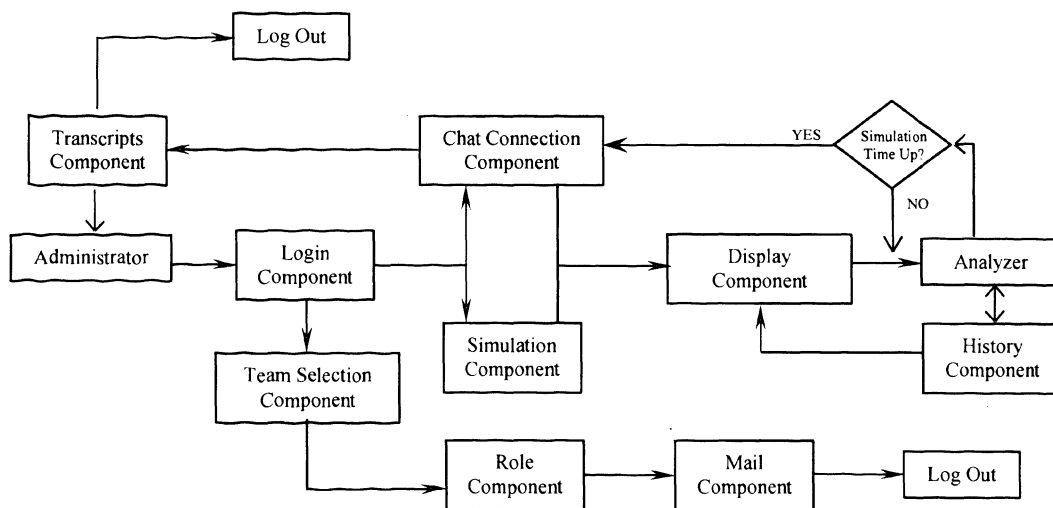 Log Out
Transcripts
Component
Chat Connection
Component
YES
Simulation
Time Up?
NO
Administrator
Login
Component
Display
Component
Analyzer
Simulation
Component
History
Component
Team Selection
Component
Role
Component
Mail
Component
Log Out